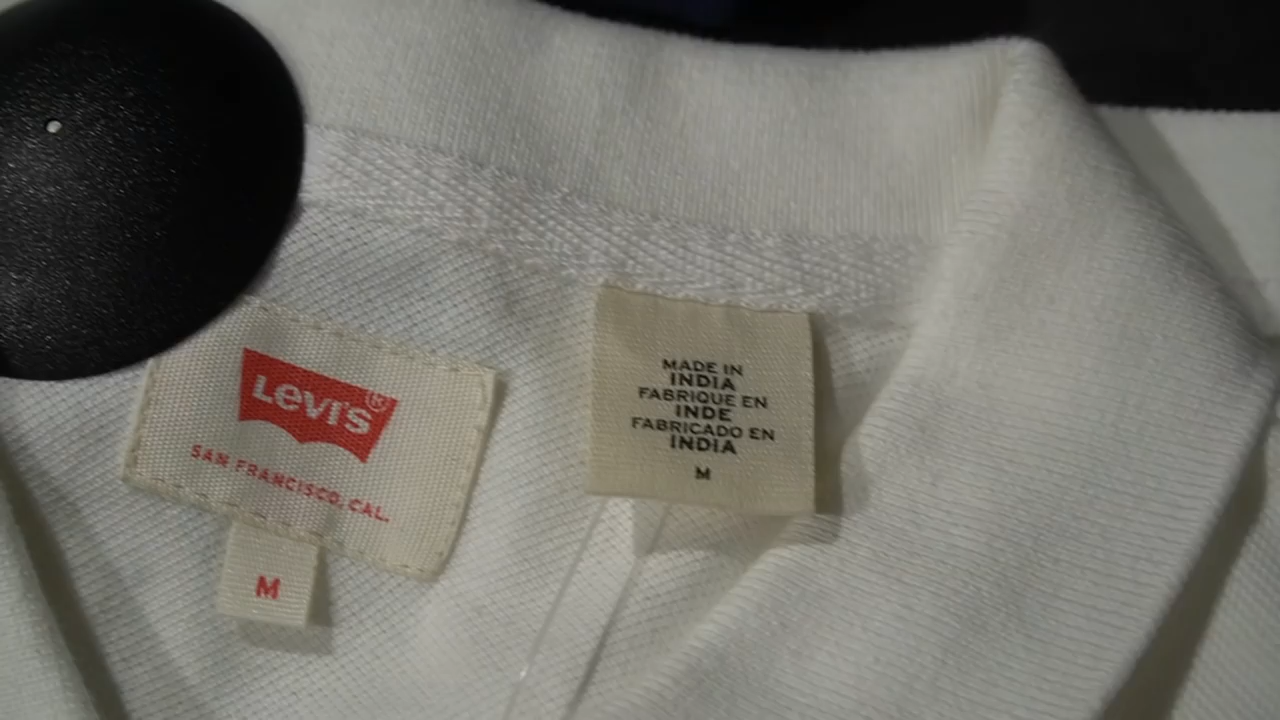 LEVI'S®
SAN FRANCISCO, CAL.
M
MADE IN
INDIA
FABRIQUE EN
INDE
FABRICADO EN
INDIA
M